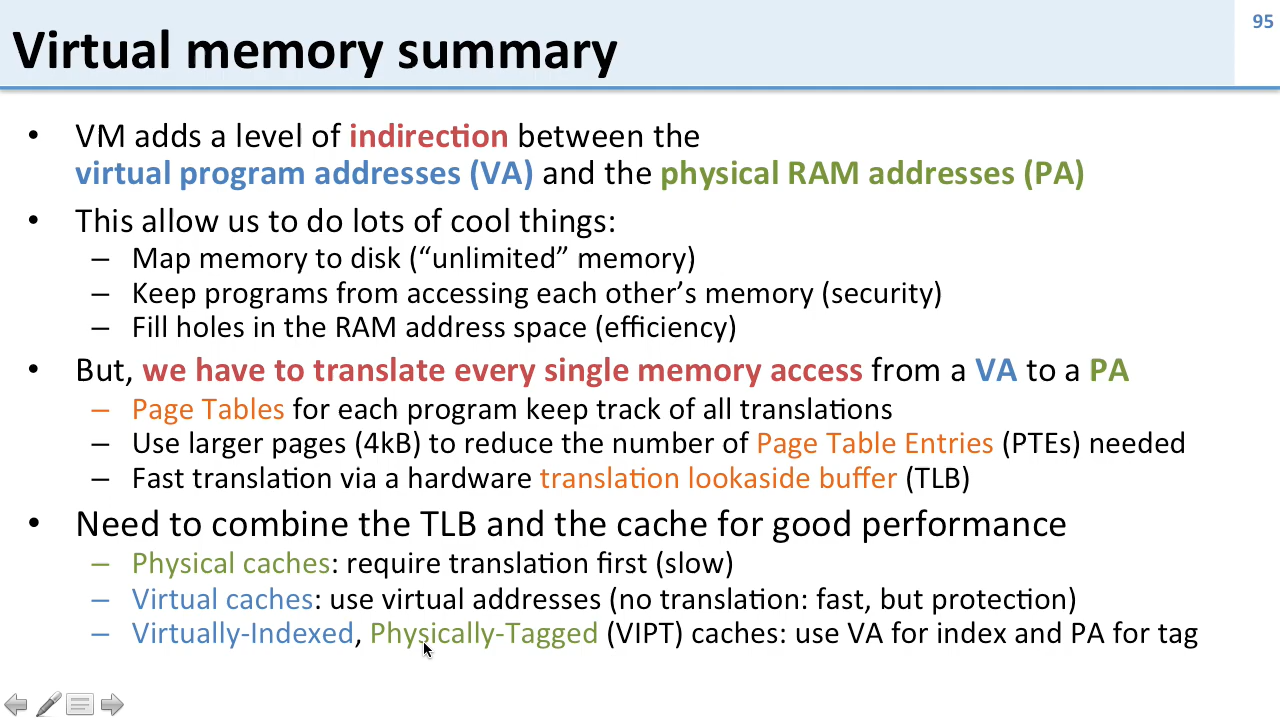 95
Virtual memory summary
• VM adds a level of indirection between the
virtual program addresses (VA) and the physical RAM addresses (PA)
• This allow us to do lots of cool things:
– Map memory to disk (“unlimited” memory)
– Keep programs from accessing each other’s memory (security)
– Fill holes in the RAM address space (efficiency)
• But, we have to translate every single memory access from a VA to a PA
– Page Tables for each program keep track of all translations
– Use larger pages (4kB) to reduce the number of Page Table Entries (PTEs) needed
– Fast translation via a hardware translation lookaside buffer (TLB)
• Need to combine the TLB and the cache for good performance
– Physical caches: require translation first (slow)
– Virtual caches: use virtual addresses (no translation: fast, but protection)
– Virtually-Indexed, Physically-Tagged (VIPT) caches: use VA for index and PA for tag